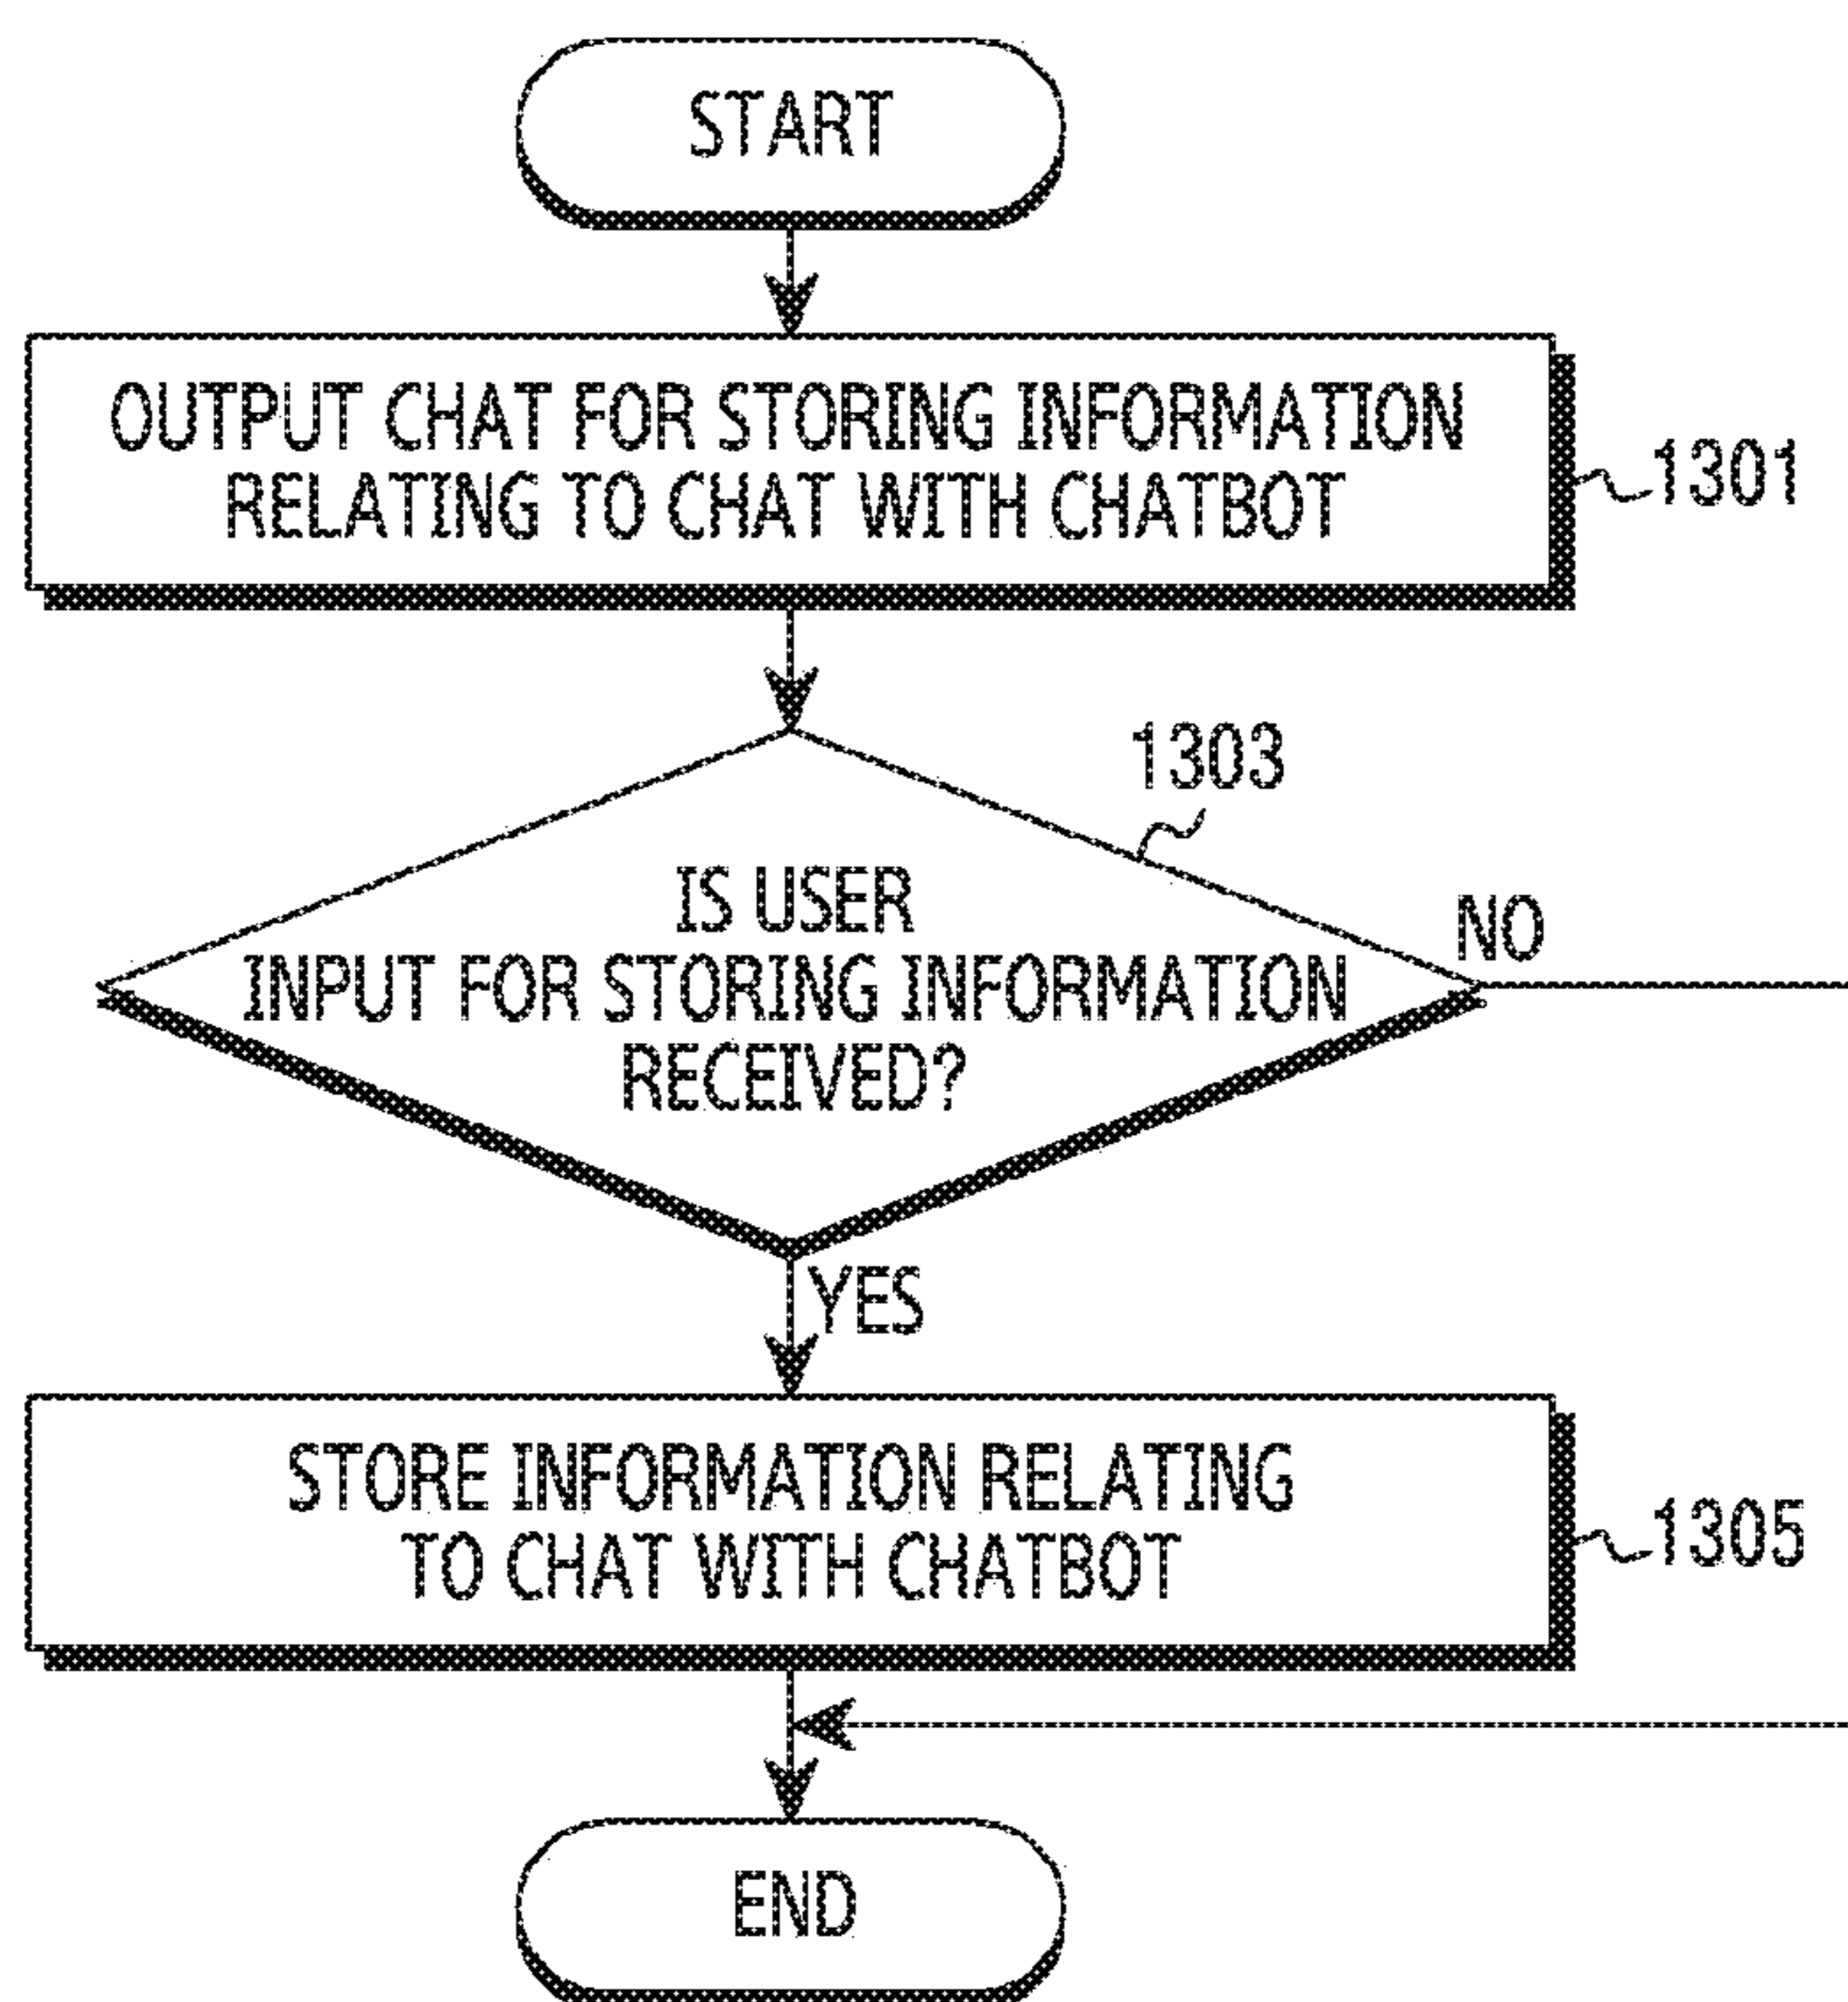 START
OUTPUT CHAT FOR STORING INFORMATION
RELATING TO CHAT WITH CHATBOT
1301
1303
IS USER
INPUT FOR STORING INFORMATION
RECEIVED?
NO
YES
STORE INFORMATION RELATING
TO CHAT WITH CHATBOT
1305
END